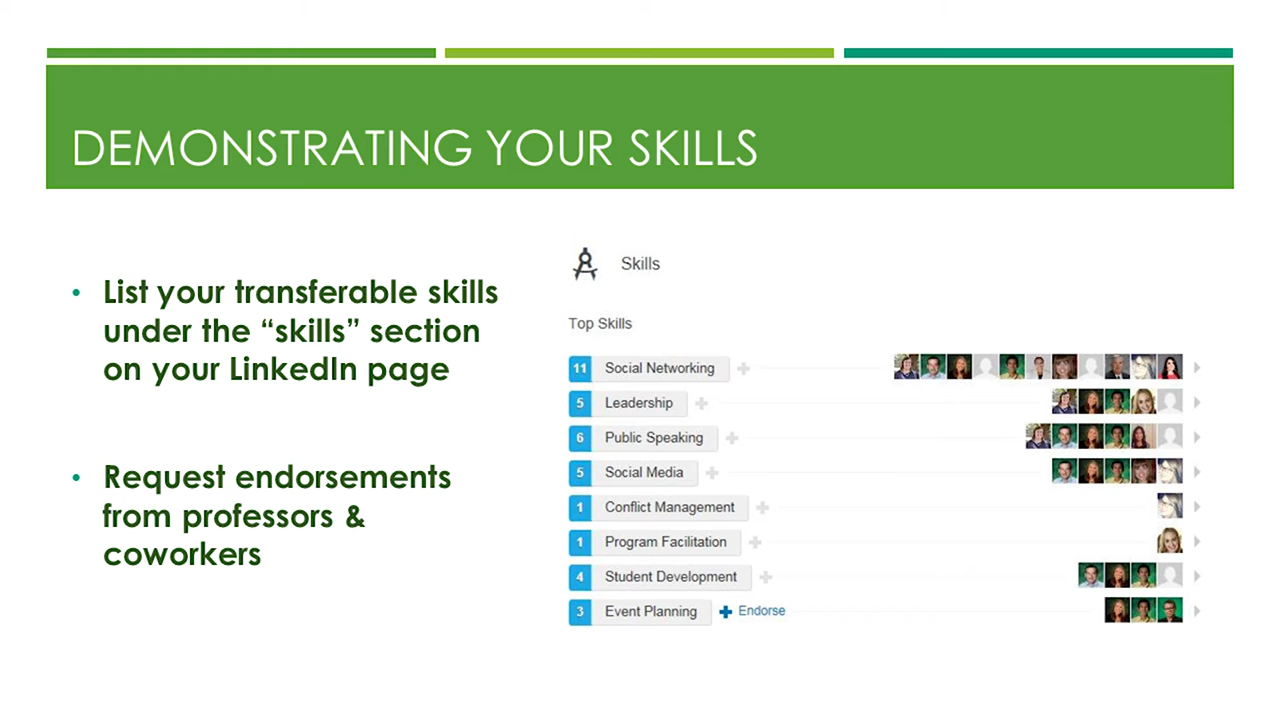 DEMONSTRATING YOUR SKILLS
• List your transferable skills
under the “skills” section
on your LinkedIn page
• Request endorsements
from professors &
coworkers
Skills
Top Skills
11 Social Networking
5 Leadership
6 Public Speaking
5 Social Media
1 Conflict Management
1 Program Facilitation
4 Student Development
3 Event Planning + Endorse